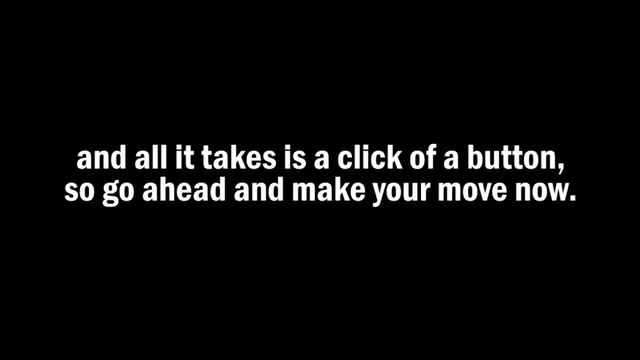 and all it takes is a click of a button,
so go ahead and make your move now.